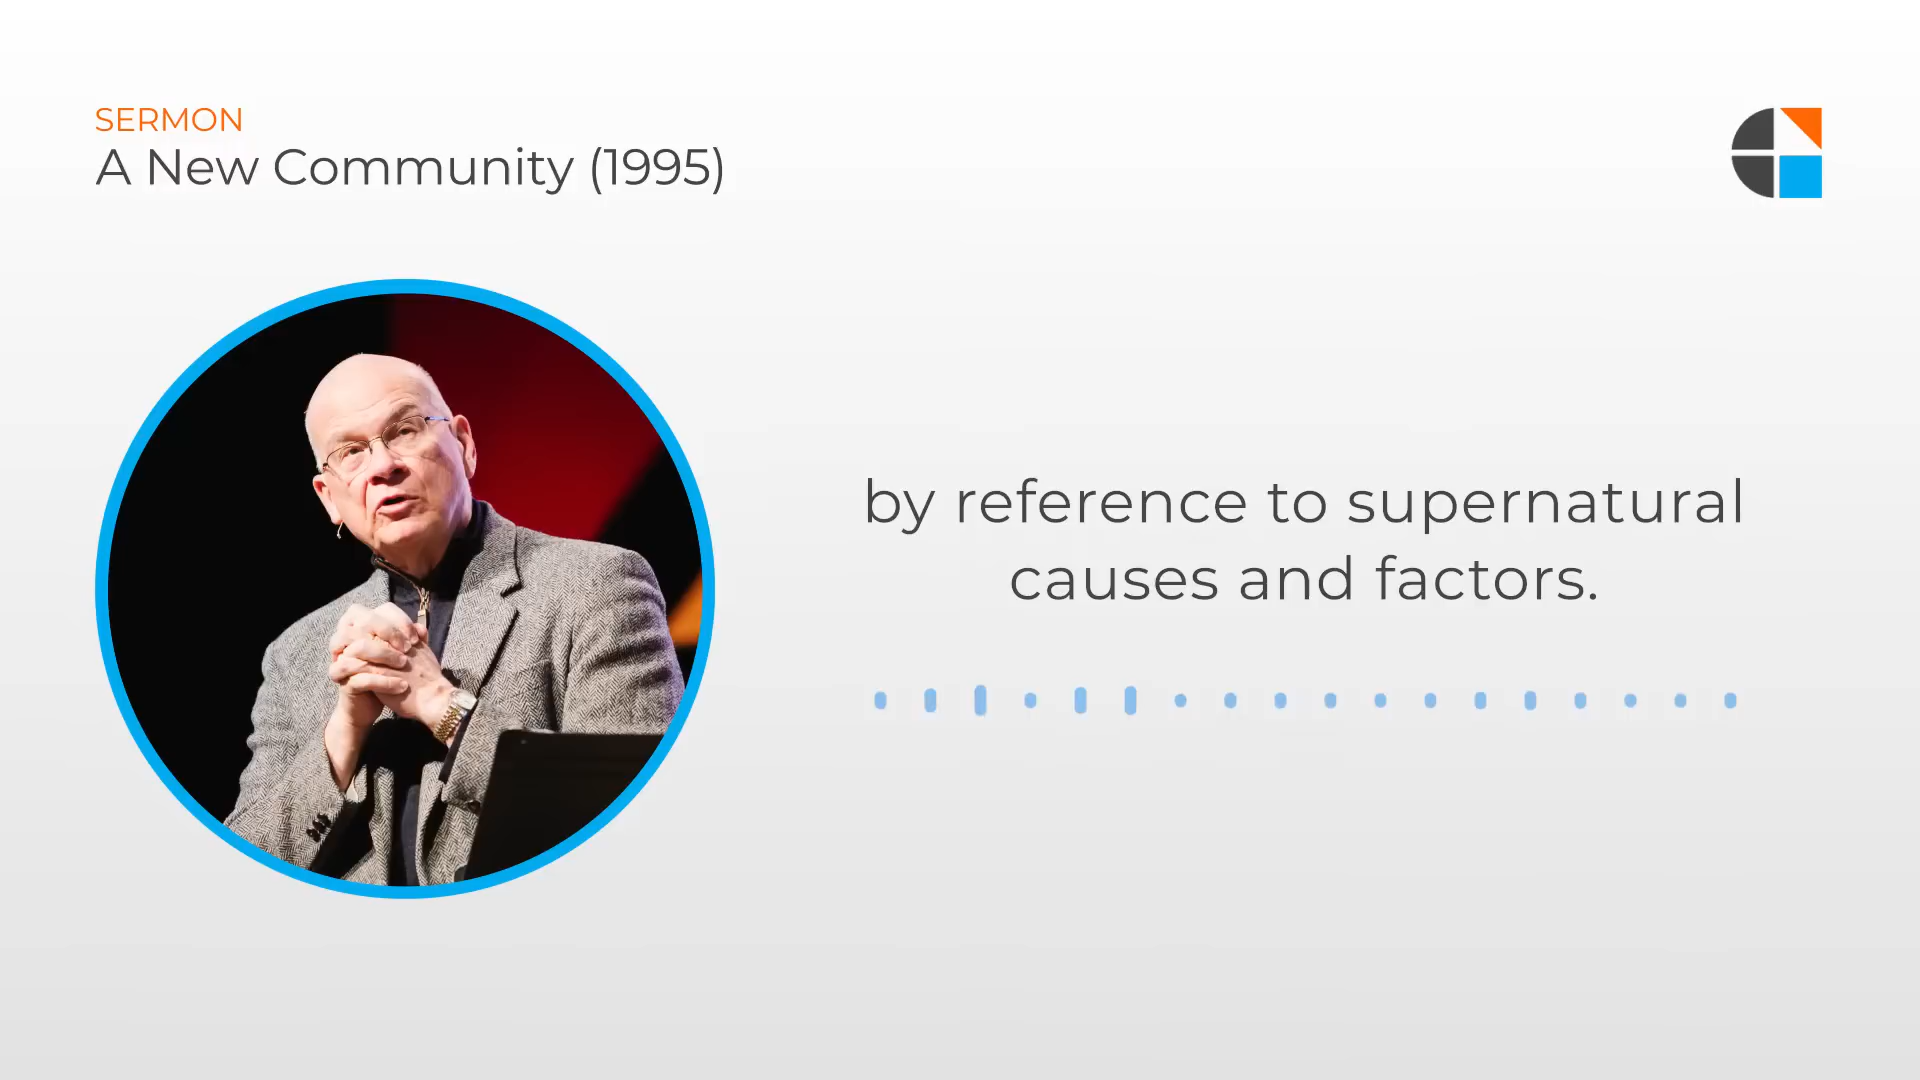 SERMON
A New Community (1995)
by reference to supernatural
causes and factors.